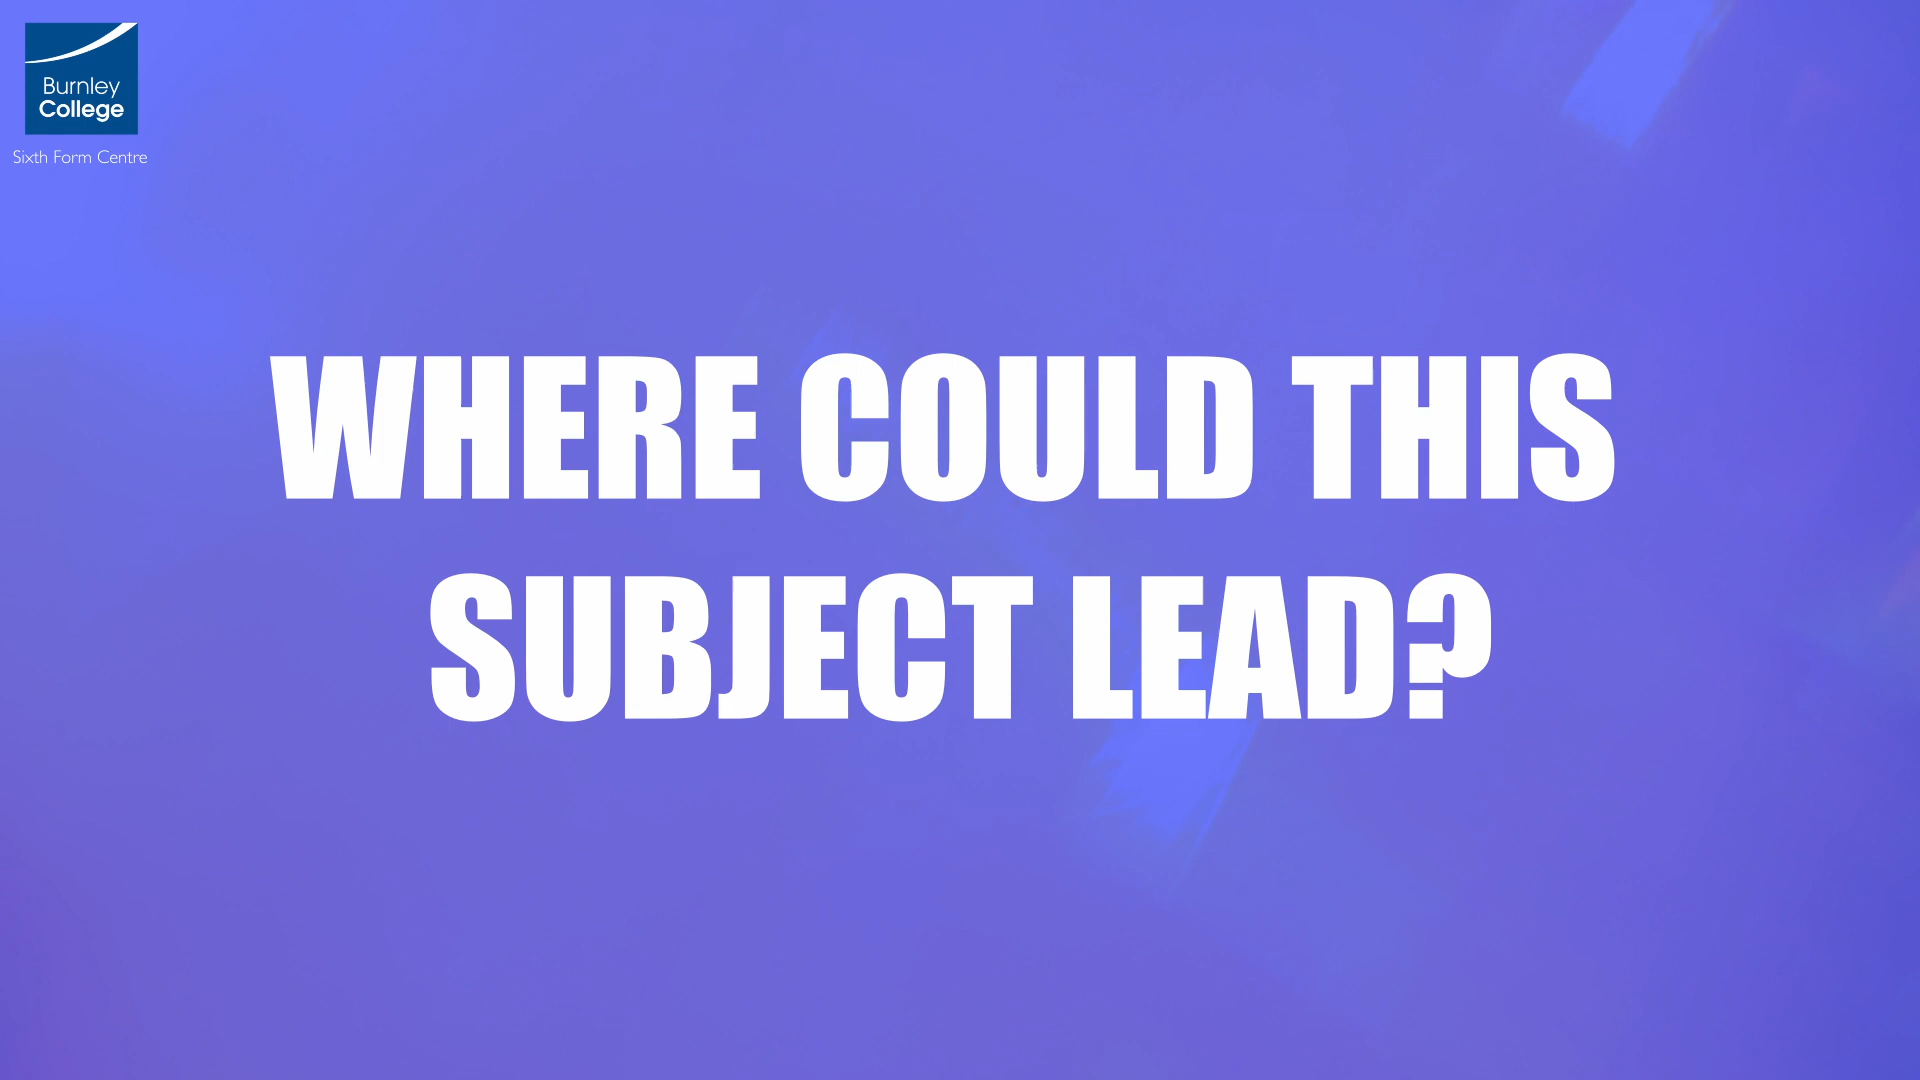 Burnley
College
Sixth Form Centre
WHERE COULD THIS
SUBJECT LEAD?